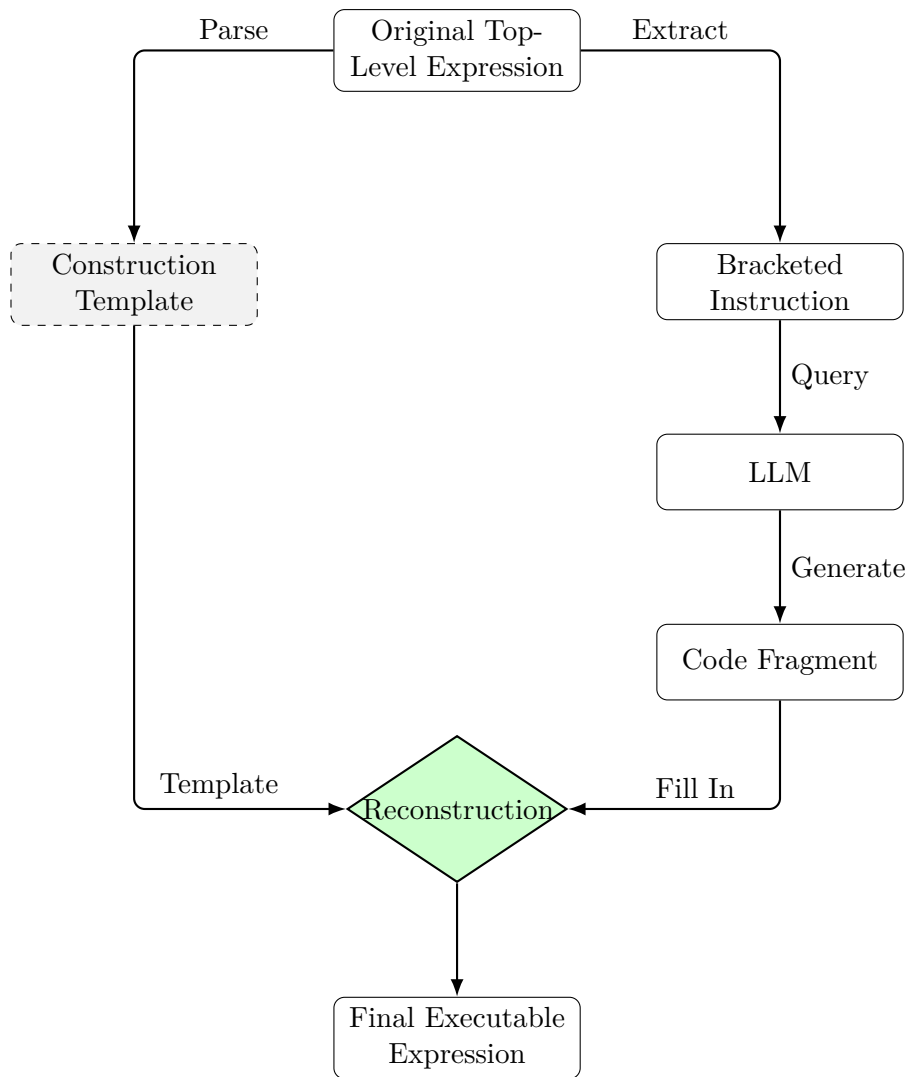 Parse
Original Top-
Level Expression
Extract
Construction
Template
Bracketed
Instruction
Query
LLM
Generate
Code Fragment
Template
Reconstruction
Fill In
Final Executable
Expression